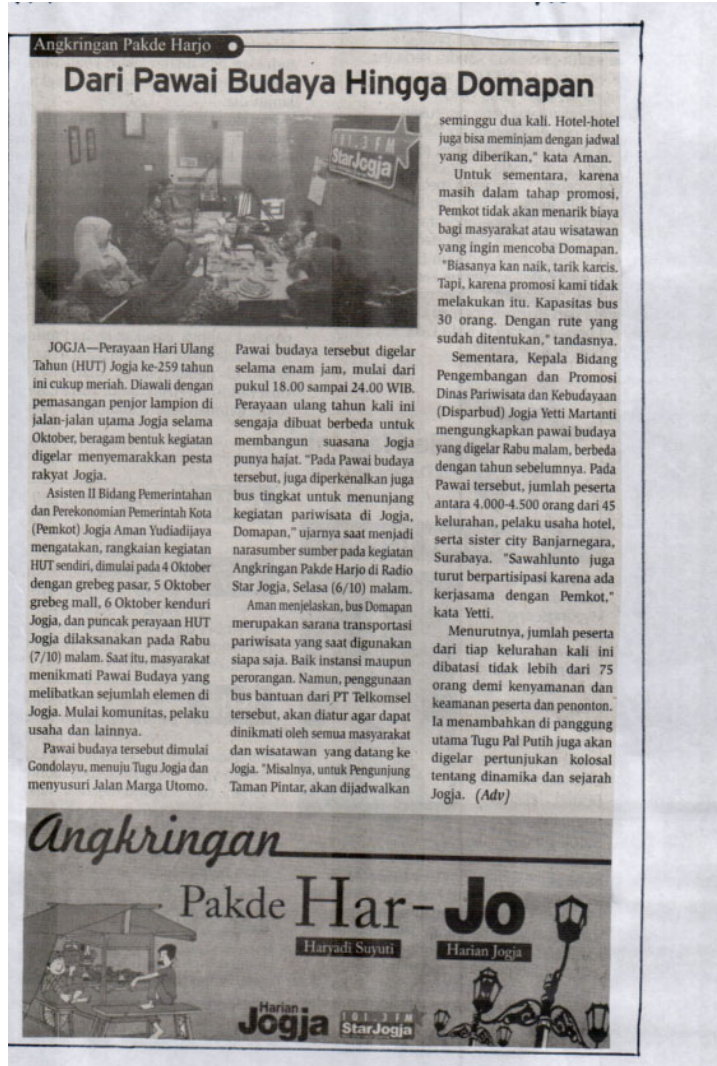 Angkringan Pakde Harjo
Dari Pawai Budaya Hingga Domapan
101.3 FM
StarJogja
JOGJA—Perayaan Hari Ulang
Tahun (HUT) Jogja ke-259 tahun
ini cukup meriah. Diawali dengan
pemasangan penjor lampion di
jalan-jalan utama Jogja selama
Oktober, beragam bentuk kegiatan
digelar menyemarakkan pesta
rakyat Jogja.
Asisten II Bidang Pemerintahan
dan Perekonomian Pemerintah Kota
(Pemkot) Jogja Aman Yudiadijaya
mengatakan, rangkaian kegiatan
HUT sendiri, dimulai pada 4 Oktober
dengan grebeg pasar, 5 Oktober
grebeg mall, 6 Oktober kenduri
Jogja, dan puncak perayaan HUT
Jogja dilaksanakan pada Rabu
(7/10) malam. Saat itu, masyarakat
menikmati Pawai Budaya yang
melibatkan sejumlah elemen di
Jogja. Mulai komunitas, pelaku
usaha dan lainnya.
Pawai budaya tersebut dimulai
Gondolayu, menuju Tugu Jogja dan
menyusuri Jalan Marga Utomo.
Pawai budaya tersebut digelar
selama enam jam, mulai dari
pukul 18.00 sampai 24.00 WIB.
Perayaan ulang tahun kali ini
sengaja dibuat berbeda untuk
membangun suasana Jogja
punya hajat. "Pada Pawai budaya
tersebut, juga diperkenalkan juga
bus tingkat untuk menunjang
kegiatan pariwisata di Jogja,
Domapan," ujarnya saat menjadi
narasumber sumber pada kegiatan
Angkringan Pakde Harjo di Radio
Star Jogja, Selasa (6/10) malam.
Aman menjelaskan, bus Domapan
merupakan sarana transportasi
pariwisata yang saat digunakan
siapa saja. Baik instansi maupun
perorangan. Namun, penggunaan
bus bantuan dari PT Telkomsel
tersebut, akan diatur agar dapat
dinikmati oleh semua masyarakat
dan wisatawan yang datang ke
Jogja. "Misalnya, untuk Pengunjung
Taman Pintar, akan dijadwalkan
seminggu dua kali. Hotel-hotel
juga bisa meminjam dengan jadwal
yang diberikan," kata Aman.
Untuk sementara, karena
masih dalam tahap promosi,
Pemkot tidak akan menarik biaya
bagi masyarakat atau wisatawan
yang ingin mencoba Domapan.
"Biasanya kan naik, tarik karcis.
Tapi, karena promosi kami tidak
melakukan itu. Kapasitas bus
30 orang. Dengan rute yang
sudah ditentukan," tandasnya.
Sementara, Kepala Bidang
Pengembangan dan Promosi
Dinas Pariwisata dan Kebudayaan
(Disparbud) Jogja Yetti Martanti
mengungkapkan pawai budaya
yang digelar Rabu malam, berbeda
dengan tahun sebelumnya. Pada
Pawai tersebut, jumlah peserta
antara 4.000-4.500 orang dari 45
kelurahan, pelaku usaha hotel,
serta sister city Banjarnegara,
Surabaya. "Sawahlunto juga
turut berpartisipasi karena ada
kerjasama dengan Pemkot,"
kata Yetti.
Menurutnya, jumlah peserta
dari tiap kelurahan kali ini
dibatasi tidak lebih dari 75
orang demi kenyamanan dan
keamanan peserta dan penonton.
Ia menambahkan di panggung
utama Tugu Pal Putih juga akan
digelar pertunjukan kolosal
tentang dinamika dan sejarah
Jogja. (Adv)
Angkringan
Pakde Har-Jo
Haryadi Suyuti
Harian Jogja
Harian
Jogja
101.3 FM
StarJogja